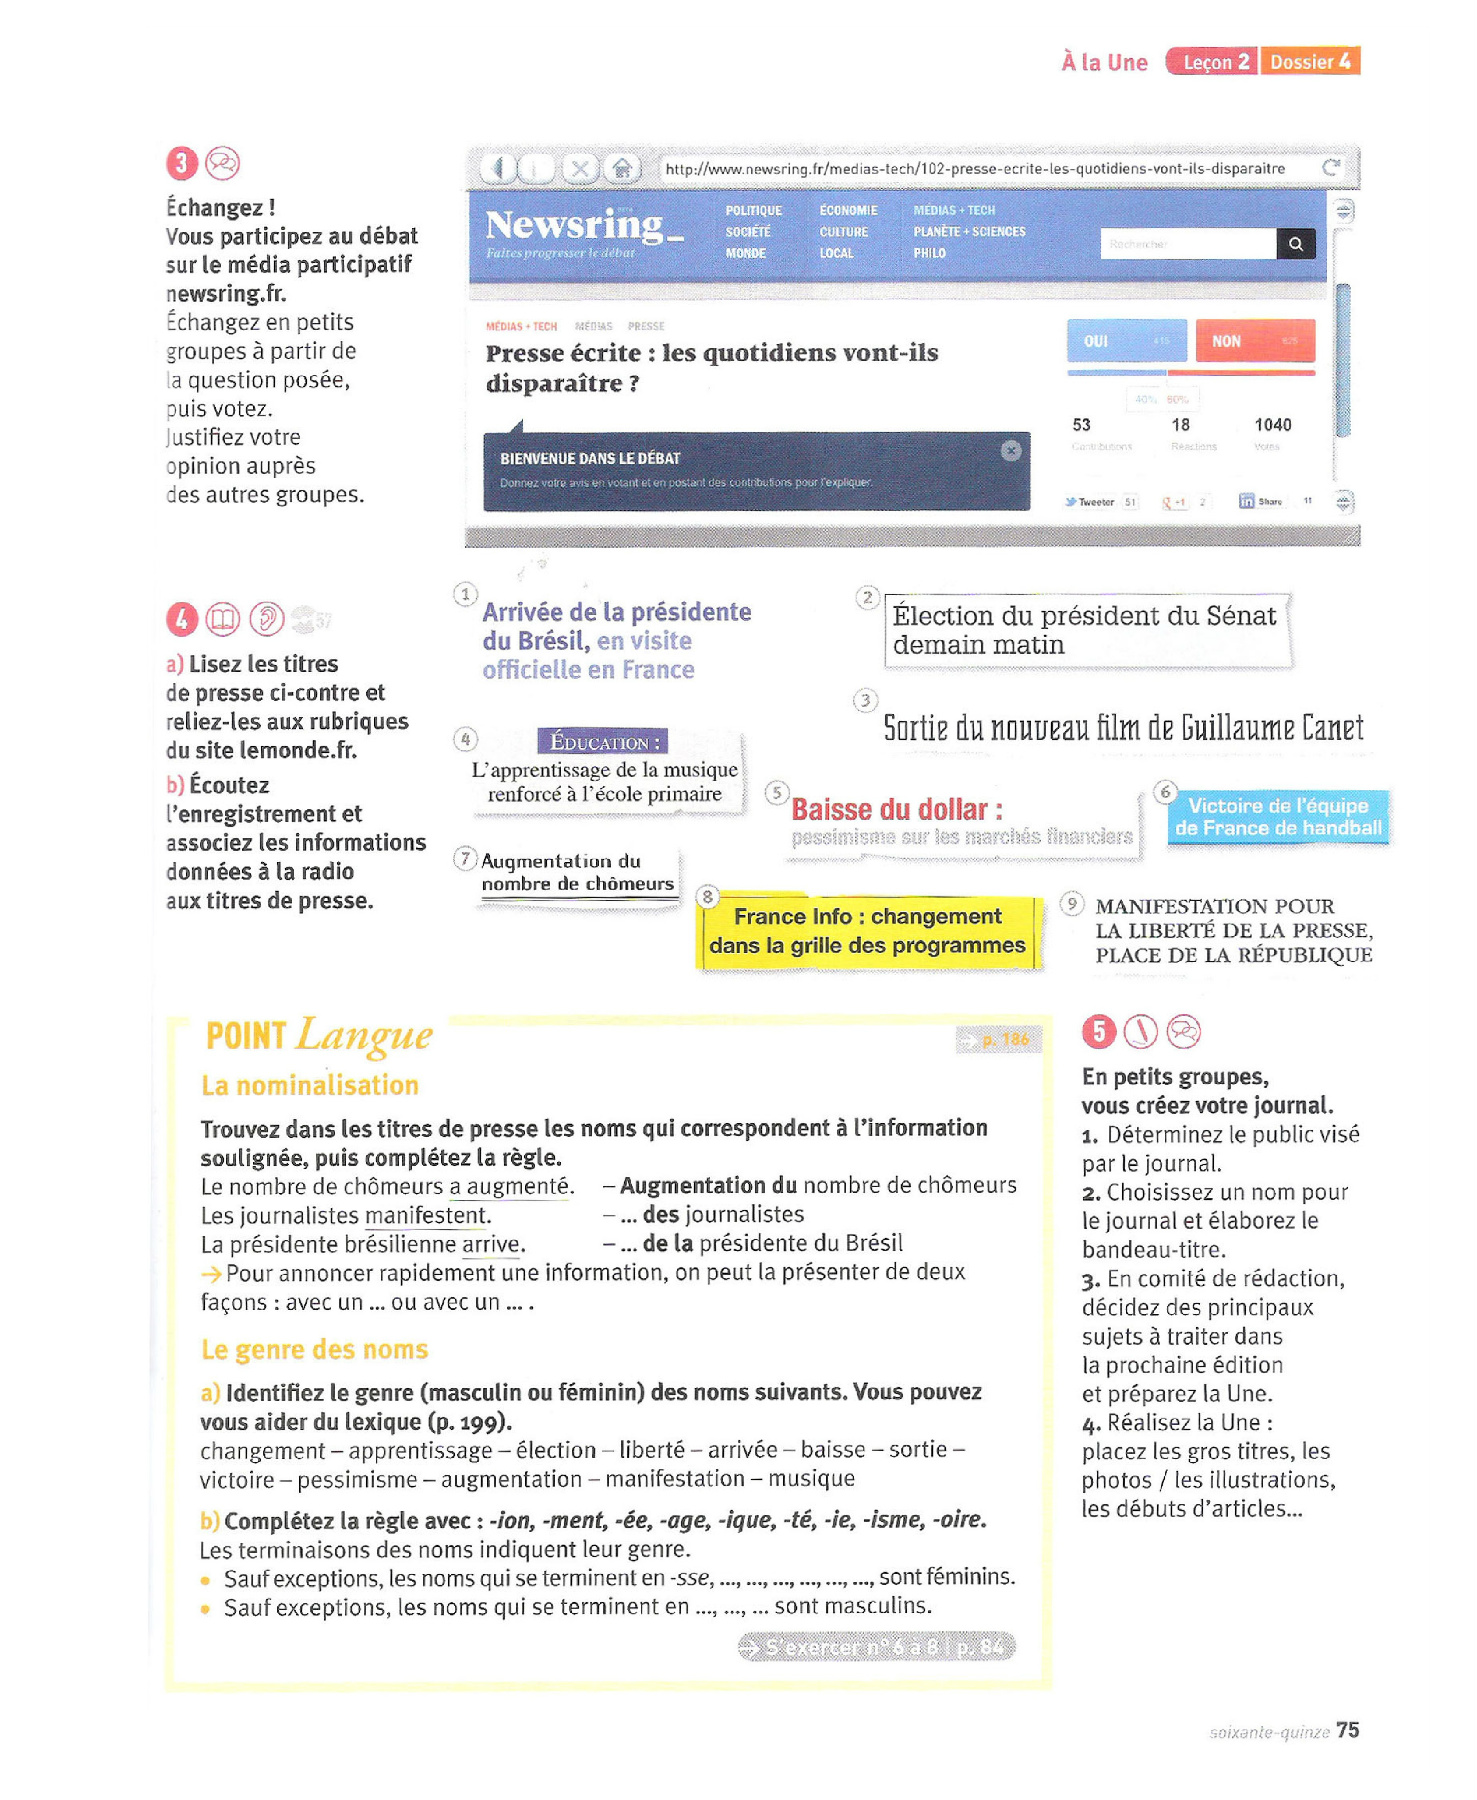 À la Une Leçon 2 Dossier 4
3
Échangez !
Vous participez au débat
sur le média participatif
newsring.fr.
Échangez en petits
groupes à partir de
la question posée,
puis votez.
Justifiez votre
opinion auprès
des autres groupes.
http://www.newsring.fr/medias-tech/102-presse-ecrite-les-quotidiens-vont-ils-disparaitre
Newsring_
Faites progresser le débat
POLITIQUE ÉCONOMIE MÉDIAS + TECH
SOCIÉTÉ CULTURE PLANÈTE + SCIENCES
MONDE LOCAL PHILO
Rechercher
MÉDIAS + TECH MÉDIAS PRESSE
Presse écrite : les quotidiens vont-ils
disparaître ?
BIENVENUE DANS LE DÉBAT
Donnez votre avis en votant et en postant des contributions pour l'expliquer.
OUI 415 NON 625
40% 60%
53 18 1040
Contributions Réactions Votes
Tweeter 51 +1 2 in Share 11
4 57
a) Lisez les titres
de presse ci-contre et
reliez-les aux rubriques
du site lemonde.fr.
b) Écoutez
l'enregistrement et
associez les informations
données à la radio
aux titres de presse.
1
Arrivée de la présidente
du Brésil, en visite
officielle en France
2
Élection du président du Sénat
demain matin
3
Sortie du nouveau film de Guillaume Canet
4
ÉDUCATION :
L'apprentissage de la musique
renforcé à l'école primaire
5
Baisse du dollar :
pessimisme sur les marchés financiers
6
Victoire de l'équipe
de France de handball
7
Augmentation du
nombre de chômeurs
8
France Info : changement
dans la grille des programmes
9
MANIFESTATION POUR
LA LIBERTÉ DE LA PRESSE,
PLACE DE LA RÉPUBLIQUE
POINT Langue
→ p. 186
La nominalisation
Trouvez dans les titres de presse les noms qui correspondent à l'information
soulignée, puis complétez la règle.
Le nombre de chômeurs a augmenté. – Augmentation du nombre de chômeurs
Les journalistes manifestent. – ... des journalistes
La présidente brésilienne arrive. – ... de la présidente du Brésil
→ Pour annoncer rapidement une information, on peut la présenter de deux
façons : avec un ... ou avec un ... .
Le genre des noms
a) Identifiez le genre (masculin ou féminin) des noms suivants. Vous pouvez
vous aider du lexique (p. 199).
changement – apprentissage – élection – liberté – arrivée – baisse – sortie –
victoire – pessimisme – augmentation – manifestation – musique
b) Complétez la règle avec : -ion, -ment, -ée, -age, -ique, -té, -ie, -isme, -oire.
Les terminaisons des noms indiquent leur genre.
• Sauf exceptions, les noms qui se terminent en -sse, ..., ..., ..., ..., ..., ..., sont féminins.
• Sauf exceptions, les noms qui se terminent en ..., ..., ... sont masculins.
→ S'exercer n° 6 à 8 | p. 84
5
En petits groupes,
vous créez votre journal.
1. Déterminez le public visé
par le journal.
2. Choisissez un nom pour
le journal et élaborez le
bandeau-titre.
3. En comité de rédaction,
décidez des principaux
sujets à traiter dans
la prochaine édition
et préparez la Une.
4. Réalisez la Une :
placez les gros titres, les
photos / les illustrations,
les débuts d'articles...
soixante-quinze 75